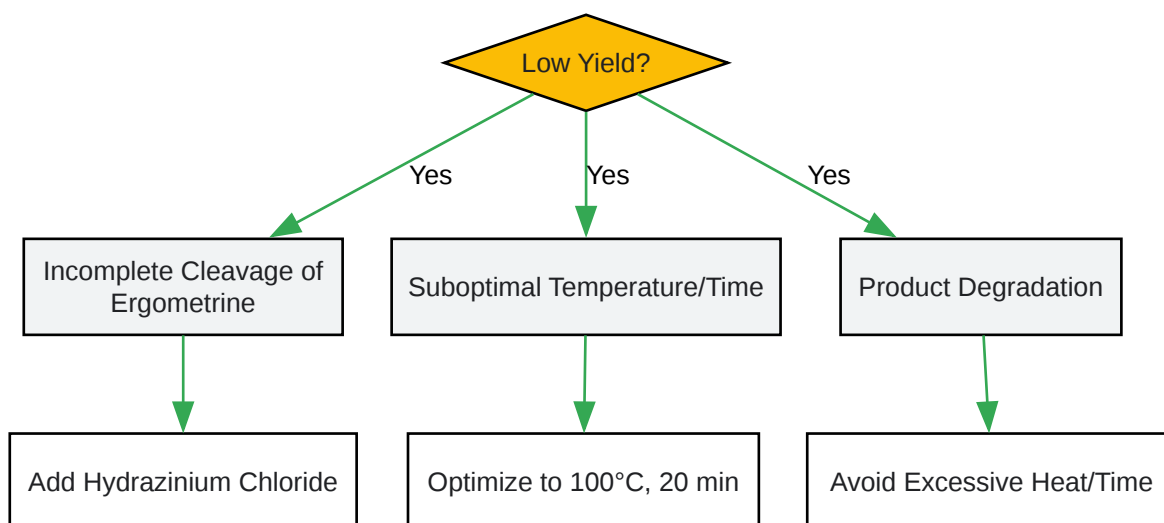 Low Yield?
Yes
Yes
Yes
Incomplete Cleavage of
Ergometrine
Suboptimal Temperature/Time
Product Degradation
Add Hydrazinium Chloride
Optimize to 100°C, 20 min
Avoid Excessive Heat/Time